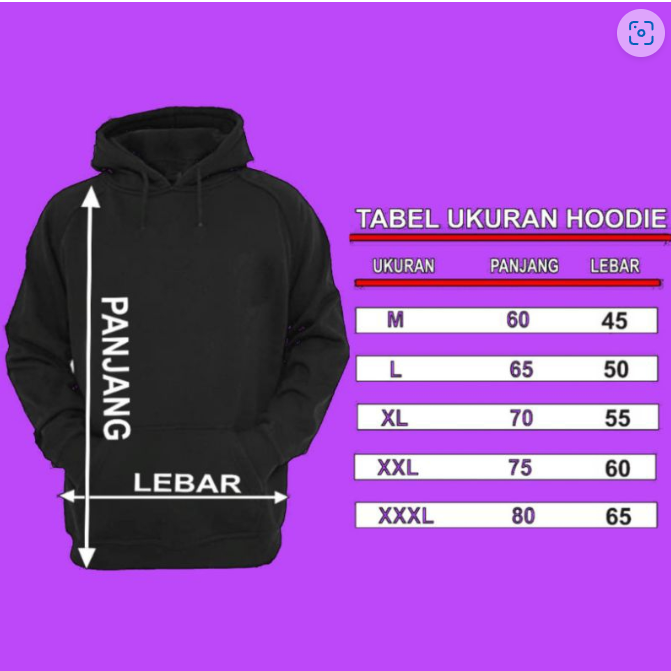 PANJANG
LEBAR
TABEL UKURAN HOODIE
UKURAN PANJANG LEBAR
M 60 45
L 65 50
XL 70 55
XXL 75 60
XXXL 80 65